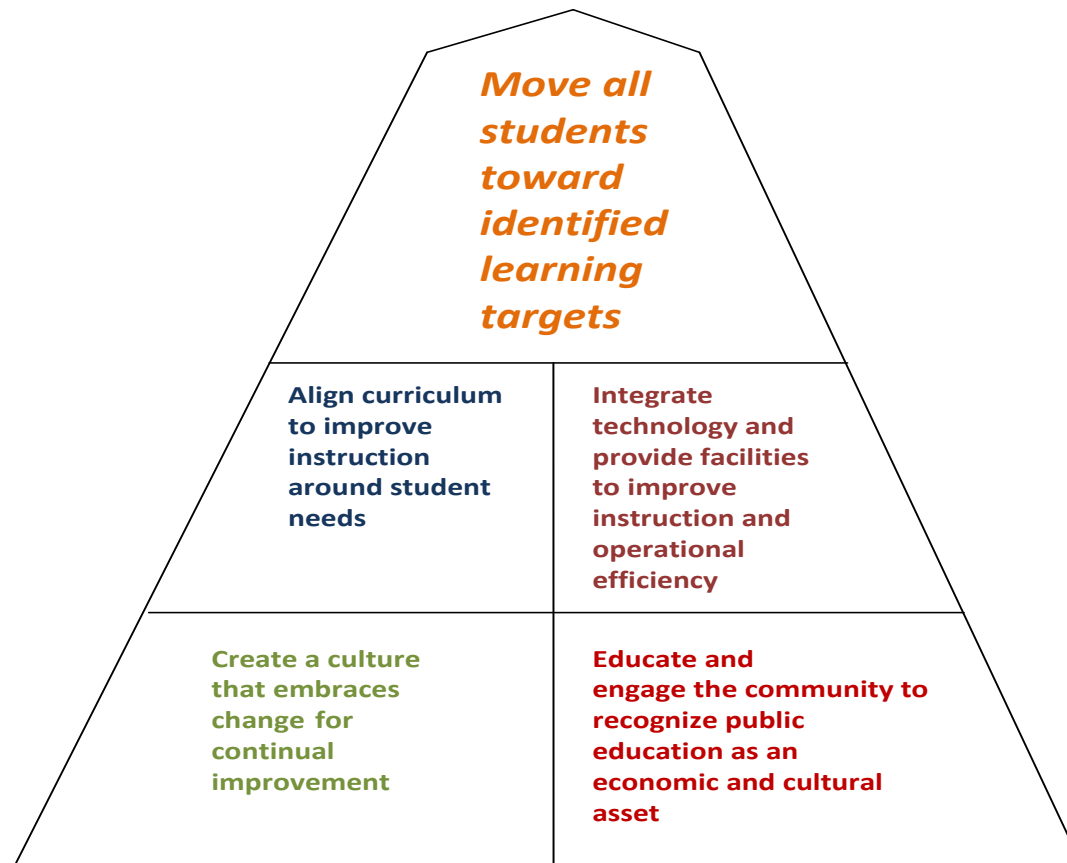 Move all
students
toward
identified
learning
targets
Align curriculum
to improve
instruction
around student
needs
Integrate
technology and
provide facilities
to improve
instruction and
operational
efficiency
Create a culture
that embraces
change for
continual
improvement
Educate and
engage the community to
recognize public
education as an
economic and cultural
asset